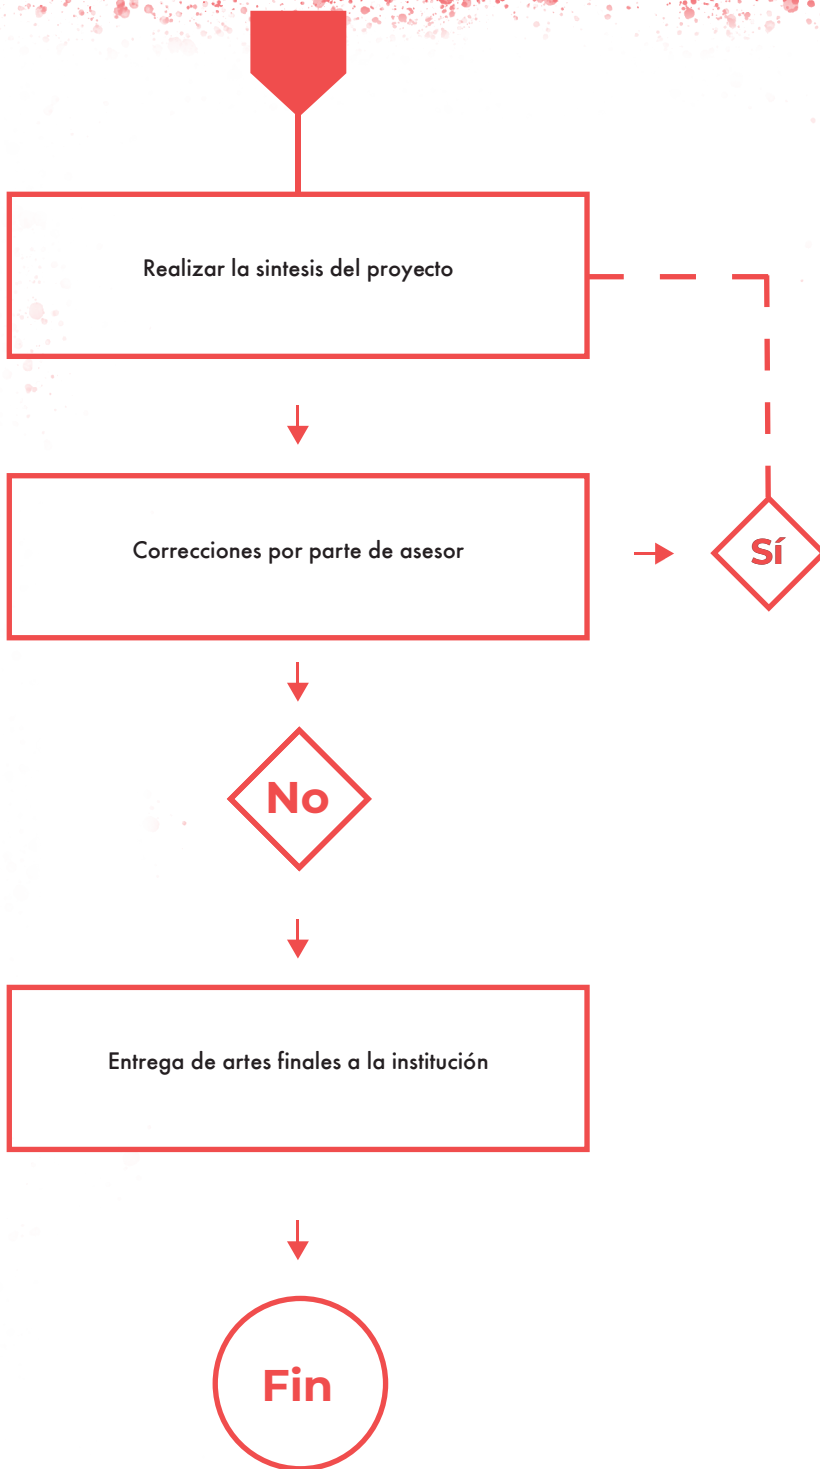 Realizar la sintesis del proyecto
Correcciones por parte de asesor
Sí
No
Entrega de artes finales a la institución
Fin